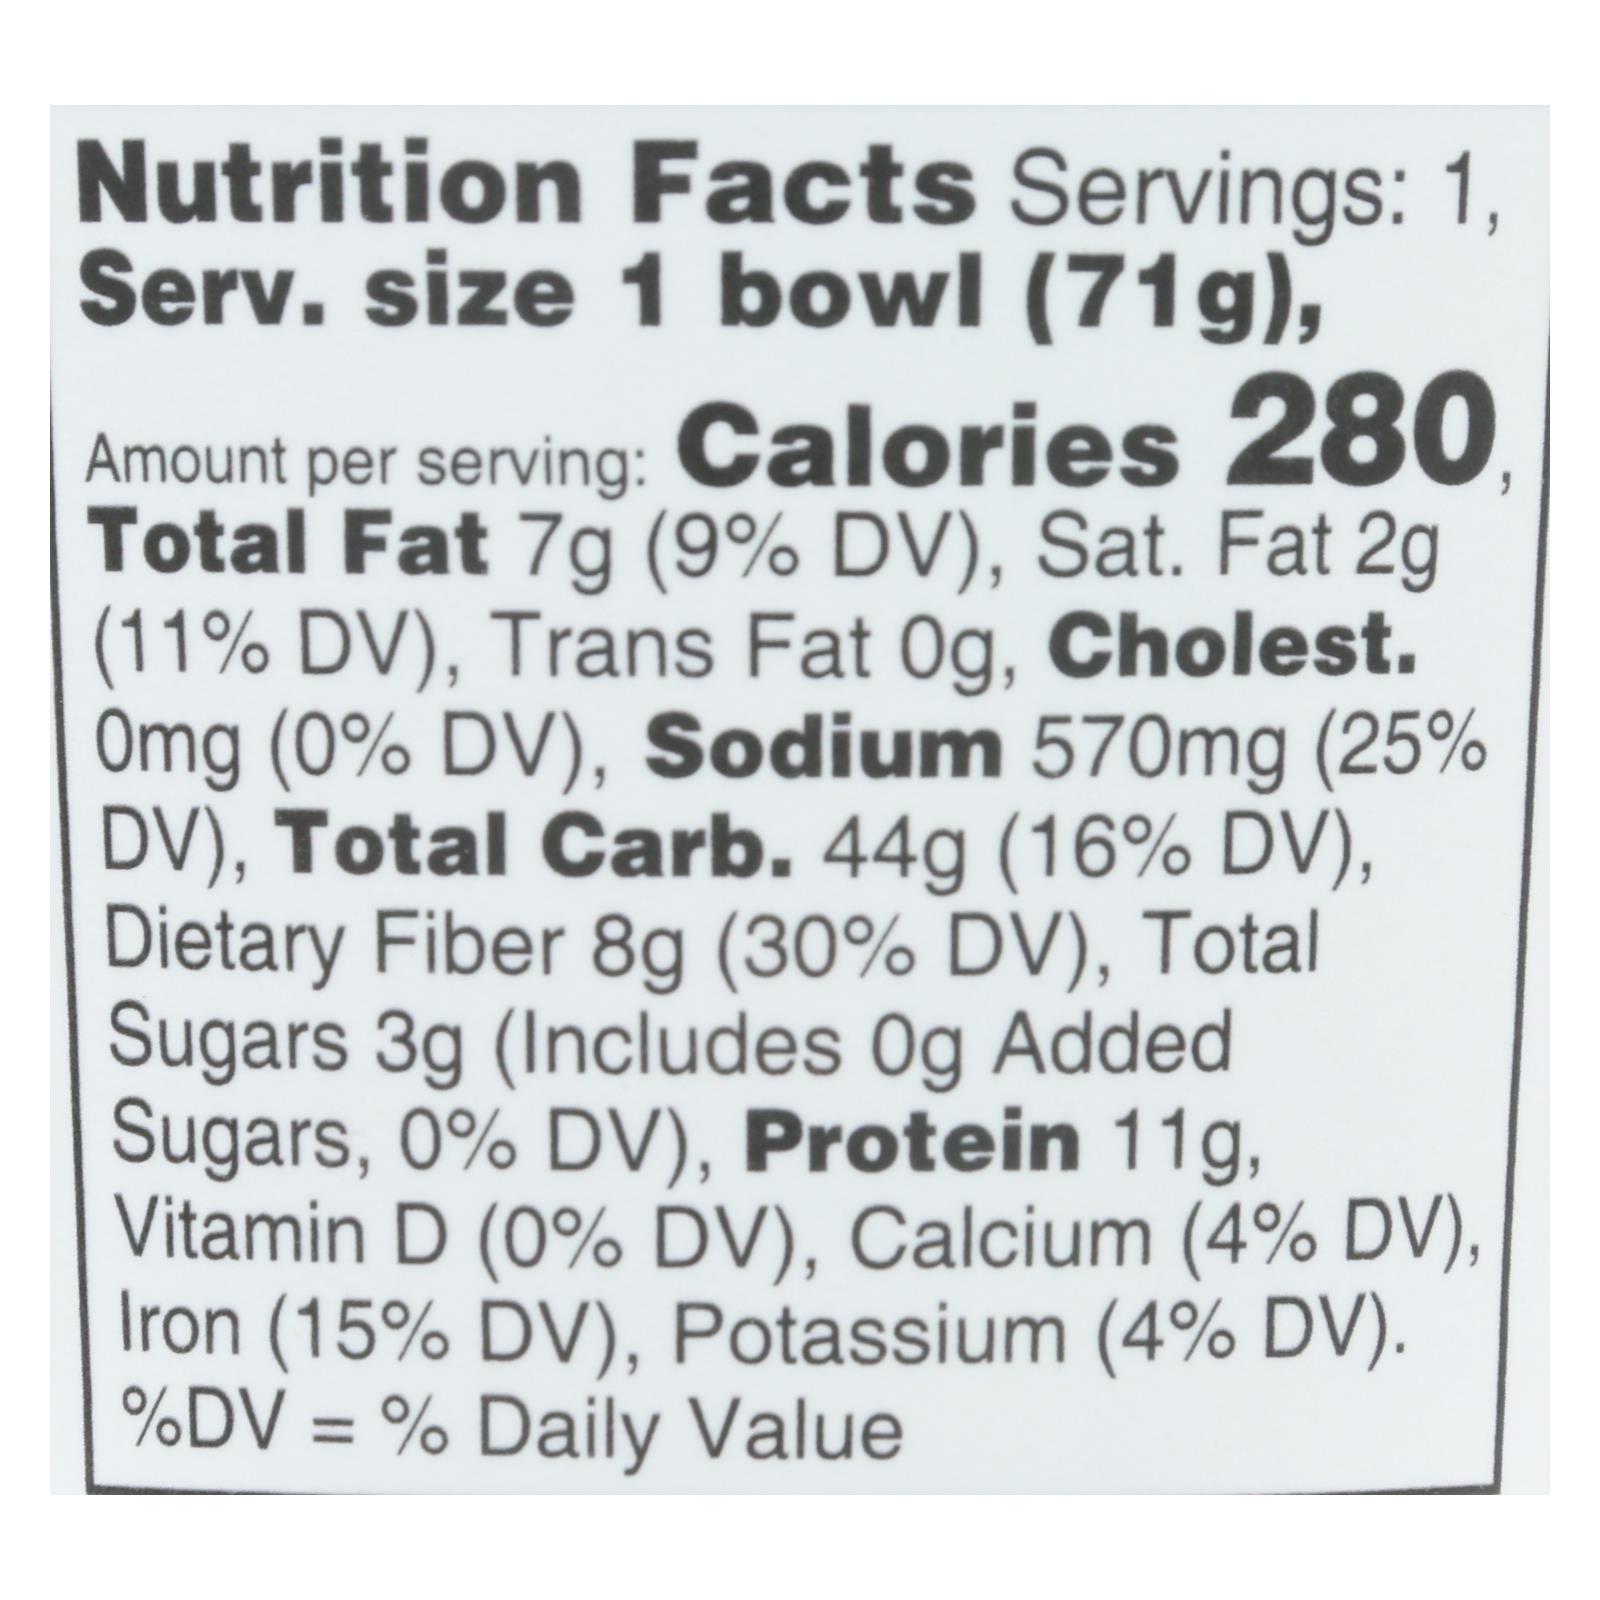 Nutrition Facts Servings: 1,
Serv. size 1 bowl (71g),
Amount per serving: Calories 280,
Total Fat 7g (9% DV), Sat. Fat 2g
(11% DV), Trans Fat 0g, Cholest.
0mg (0% DV), Sodium 570mg (25%
DV), Total Carb. 44g (16% DV),
Dietary Fiber 8g (30% DV), Total
Sugars 3g (Includes 0g Added
Sugars, 0% DV), Protein 11g,
Vitamin D (0% DV), Calcium (4% DV),
Iron (15% DV), Potassium (4% DV).
%DV = % Daily Value